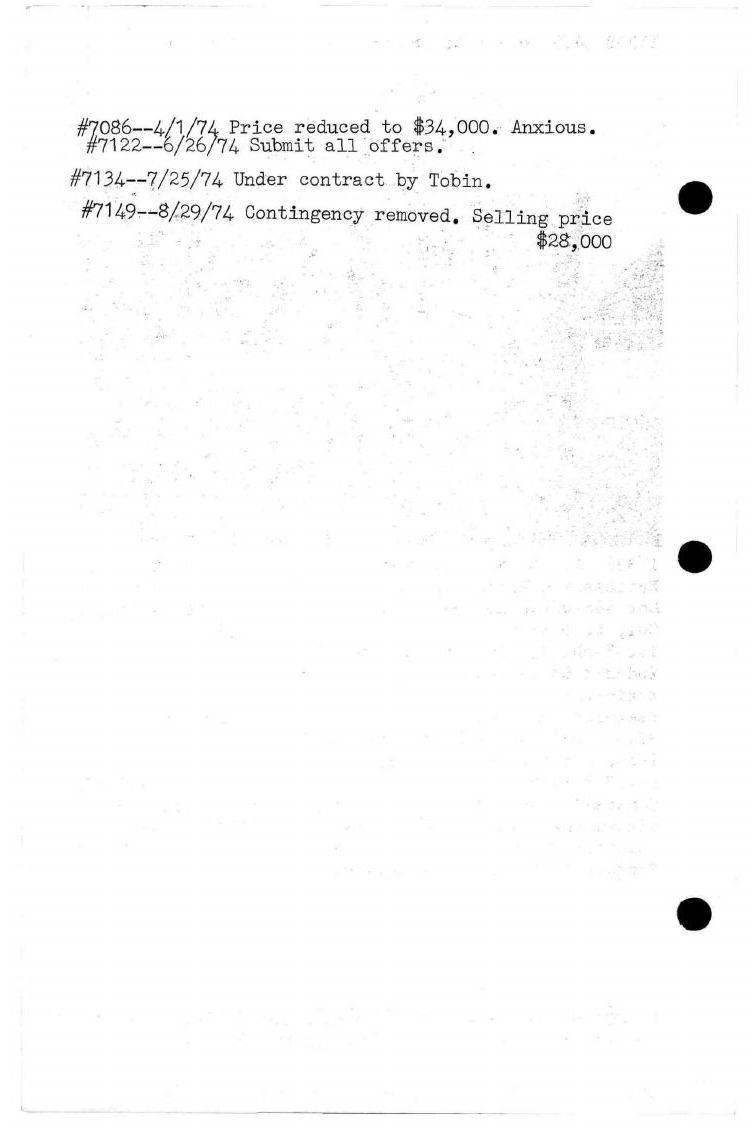 #7086--4/1/74 Price reduced to $34,000. Anxious.
#7122--6/26/74 Submit all offers.
#7134--7/25/74 Under contract by Tobin.
#7149--8/29/74 Contingency removed. Selling price
$28,000